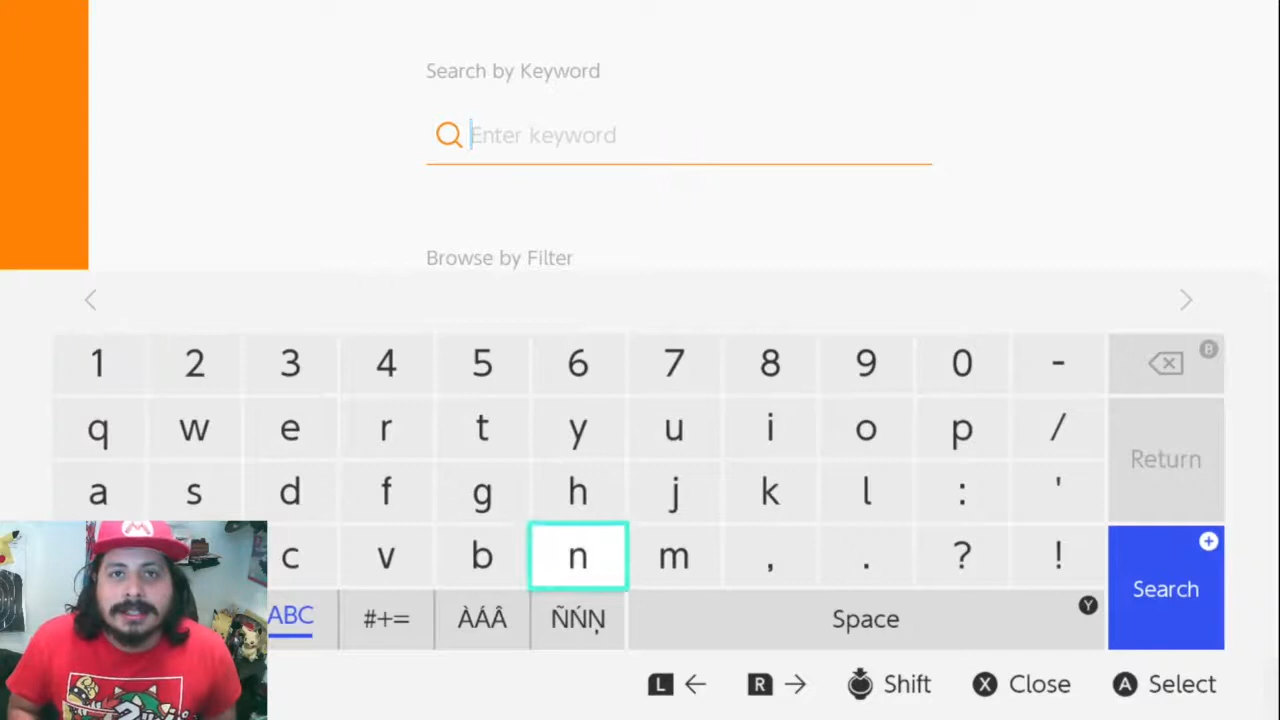 Search by Keyword
Enter keyword
Browse by Filter
1 2 3 4 5 6 7 8 9 0 - B
q w e r t y u i o p /
Return
a s d f g h j k l : '
c v b n m , . ? !
Search
ABC #+= ÀÁÂ ÑŃŅ Space Y
L ← R → Shift X Close A Select
M